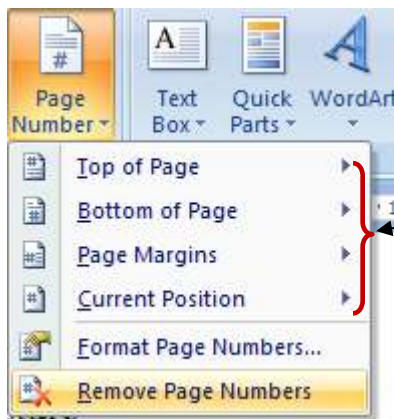 Page Number
Text Box
Quick Parts
WordArt
Top of Page
Bottom of Page
Page Margins
Current Position
Format Page Numbers...
Remove Page Numbers